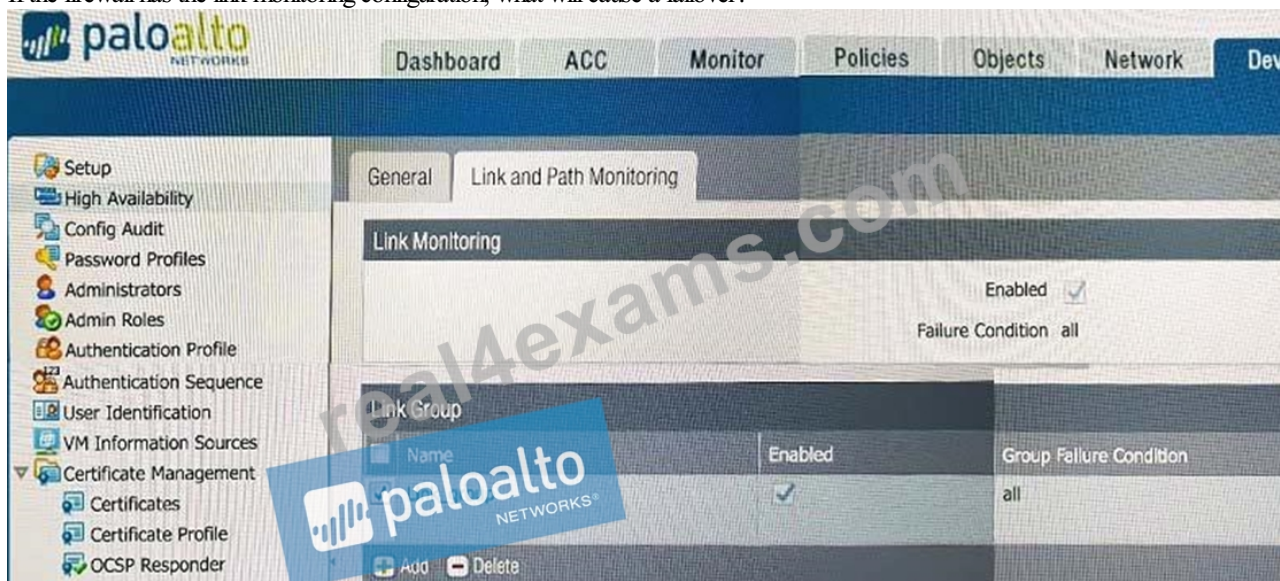 If the firewall has the link monitoring configuration, what will cause a failover?
paloalto
NETWORKS
Dashboard ACC Monitor Policies Objects Network Dev
Setup
High Availability
Config Audit
Password Profiles
Administrators
Admin Roles
Authentication Profile
Authentication Sequence
User Identification
VM Information Sources
Certificate Management
Certificates
Certificate Profile
OCSP Responder
General Link and Path Monitoring
Link Monitoring
Enabled
Failure Condition all
Link Group
Name Enabled Group Failure Condition
all
Add Delete
real4exams.com
paloalto
NETWORKS®